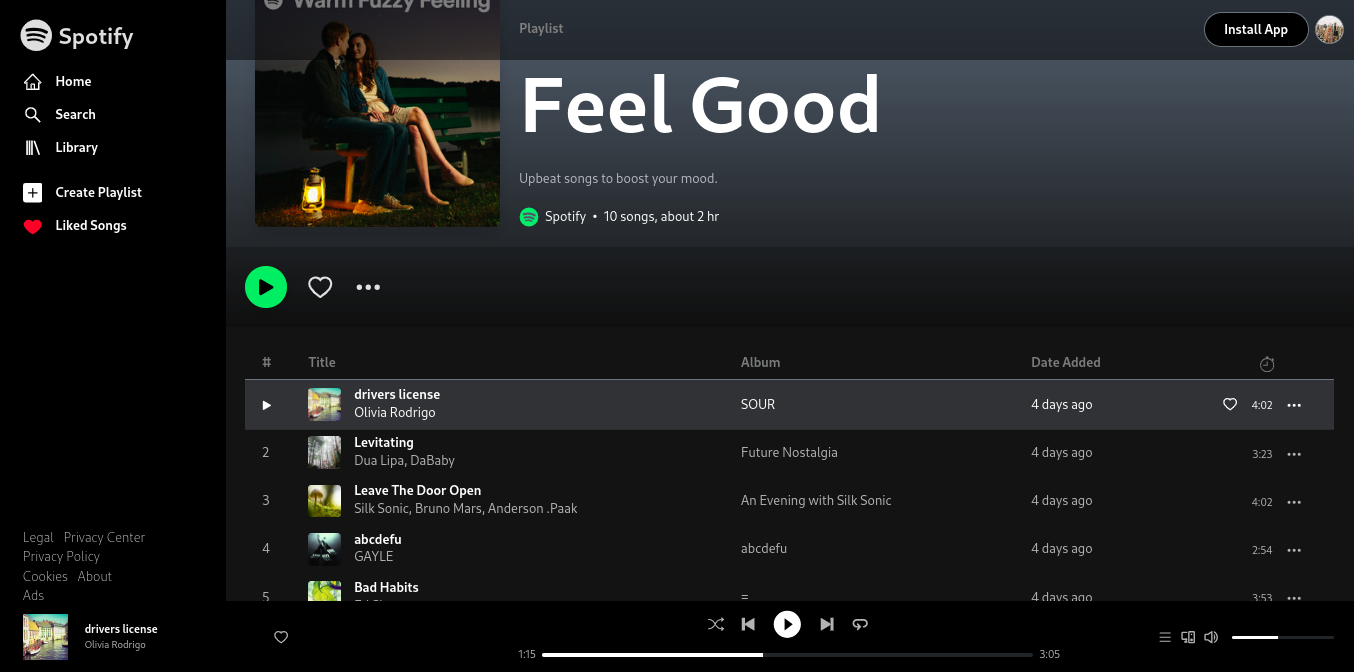 Spotify
Home
Search
Library
Create Playlist
Liked Songs
Legal Privacy Center
Privacy Policy
Cookies About
Ads
Warm Fuzzy Feeling
Playlist
Install App
Feel Good
Upbeat songs to boost your mood.
Spotify • 10 songs, about 2 hr
# Title Album Date Added
drivers license
Olivia Rodrigo
SOUR 4 days ago 4:02
2 Levitating
Dua Lipa, DaBaby
Future Nostalgia 4 days ago 3:23
3 Leave The Door Open
Silk Sonic, Bruno Mars, Anderson .Paak
An Evening with Silk Sonic 4 days ago 4:02
4 abcdefu
GAYLE
abcdefu 4 days ago 2:54
5 Bad Habits
= 4 days ago 3:53
drivers license
Olivia Rodrigo
1:15 3:05